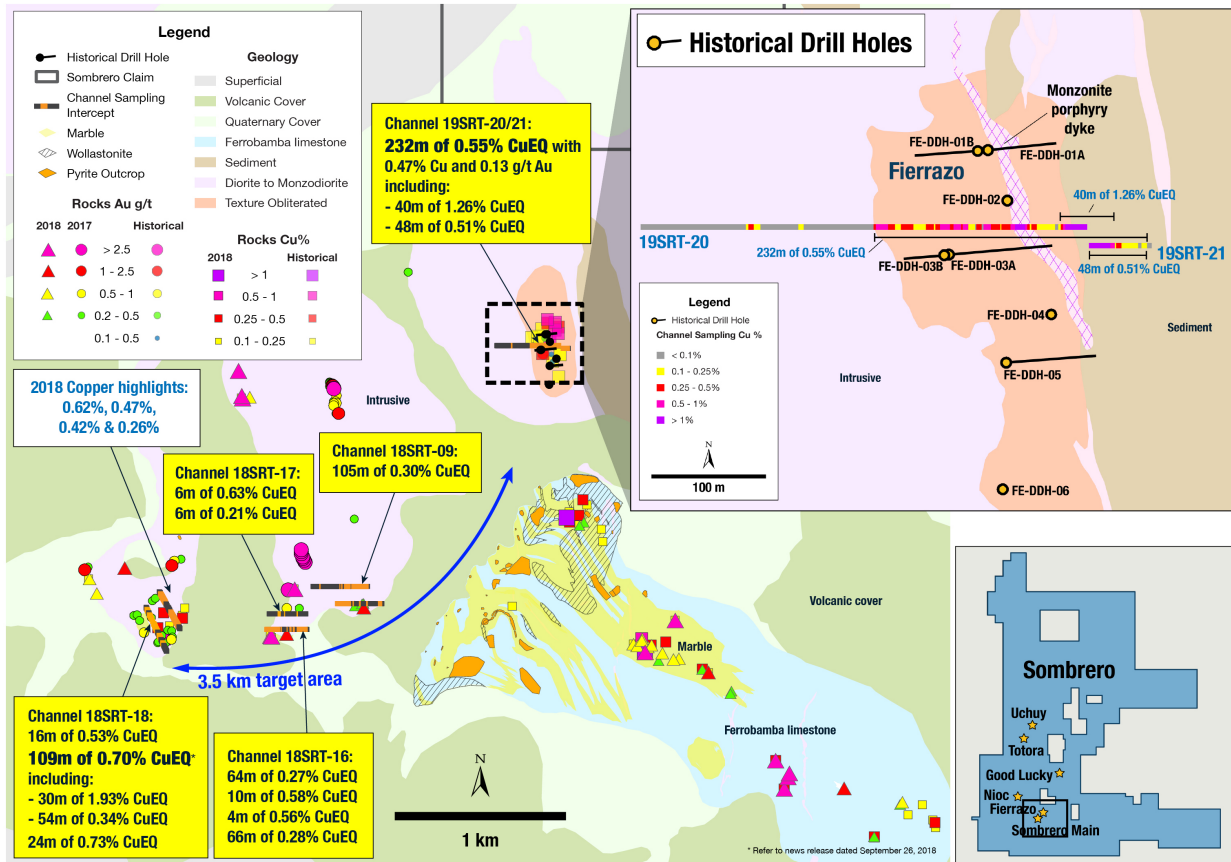 Legend
Historical Drill Hole
Sombrero Claim
Channel Sampling
Intercept
Marble
Wollastonite
Pyrite Outcrop
Geology
Superficial
Volcanic Cover
Quaternary Cover
Ferrobamba limestone
Sediment
Diorite to Monzodiorite
Texture Obliterated
Rocks Au g/t
2018 2017 Historical
> 2.5
1 - 2.5
0.5 - 1
0.2 - 0.5
0.1 - 0.5
Rocks Cu%
2018 Historical
> 1
0.5 - 1
0.25 - 0.5
0.1 - 0.25
Channel 19SRT-20/21:
232m of 0.55% CuEQ with
0.47% Cu and 0.13 g/t Au
including:
- 40m of 1.26% CuEQ
- 48m of 0.51% CuEQ
Historical Drill Holes
Monzonite
porphyry
dyke
FE-DDH-01B
FE-DDH-01A
Fierrazo
FE-DDH-02
40m of 1.26% CuEQ
19SRT-20
232m of 0.55% CuEQ
19SRT-21
48m of 0.51% CuEQ
FE-DDH-03B
FE-DDH-03A
FE-DDH-04
Sediment
FE-DDH-05
Intrusive
FE-DDH-06
Legend
Historical Drill Hole
Channel Sampling Cu %
< 0.1%
0.1 - 0.25%
0.25 - 0.5%
0.5 - 1%
> 1%
N
100 m
2018 Copper highlights:
0.62%, 0.47%,
0.42% & 0.26%
Intrusive
Channel 18SRT-09:
105m of 0.30% CuEQ
Channel 18SRT-17:
6m of 0.63% CuEQ
6m of 0.21% CuEQ
3.5 km target area
Volcanic cover
Marble
Ferrobamba limestone
Channel 18SRT-18:
16m of 0.53% CuEQ
109m of 0.70% CuEQ*
including:
- 30m of 1.93% CuEQ
- 54m of 0.34% CuEQ
24m of 0.73% CuEQ
Channel 18SRT-16:
64m of 0.27% CuEQ
10m of 0.58% CuEQ
4m of 0.56% CuEQ
66m of 0.28% CuEQ
N
1 km
* Refer to news release dated September 26, 2018
Sombrero
Uchuy
Totora
Good Lucky
Nioc
Fierrazo
Sombrero Main